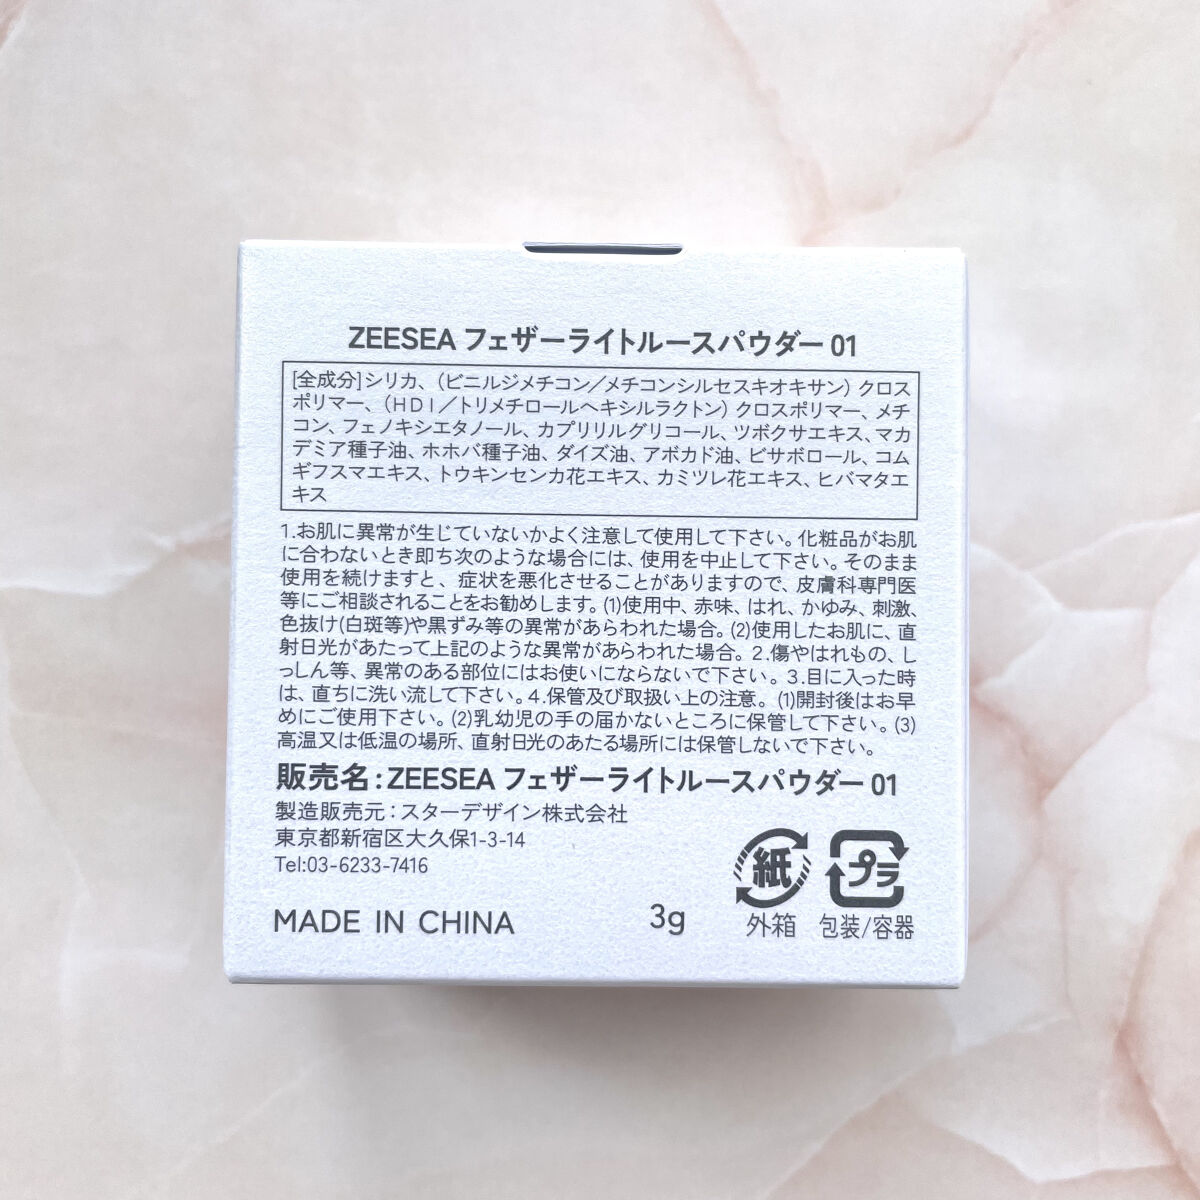 ZEESEA フェザーライトルースパウダー 01
[全成分]シリカ、(ビニルジメチコン／メチコンシルセスキオキサン)クロス
ポリマー、(ＨＤＩ／トリメチロールヘキシルラクトン)クロスポリマー、メチ
コン、フェノキシエタノール、カプリリルグリコール、ツボクサエキス、マカ
デミア種子油、ホホバ種子油、ダイズ油、アボカド油、ビサボロール、コム
ギフスマエキス、トウキンセンカ花エキス、カミツレ花エキス、ヒバマタエ
キス
1.お肌に異常が生じていないかよく注意して使用して下さい。化粧品がお肌
に合わないとき即ち次のような場合には、使用を中止して下さい。そのまま
使用を続けますと、症状を悪化させることがありますので、皮膚科専門医
等にご相談されることをお勧めします。(1)使用中、赤味、はれ、かゆみ、刺激、
色抜け(白斑等)や黒ずみ等の異常があらわれた場合。(2)使用したお肌に、直
射日光があたって上記のような異常があらわれた場合。2.傷やはれもの、し
っしん等、異常のある部位にはお使いにならないで下さい。3.目に入った時
は、直ちに洗い流して下さい。4.保管及び取扱い上の注意。(1)開封後はお早
めにご使用下さい。(2)乳幼児の手の届かないところに保管して下さい。(3)
高温又は低温の場所、直射日光のあたる場所には保管しないで下さい。
販売名:ZEESEA フェザーライトルースパウダー 01
製造販売元:スターデザイン株式会社
東京都新宿区大久保1-3-14
Tel:03-6233-7416
紙 プラ
MADE IN CHINA 3g 外箱 包装/容器